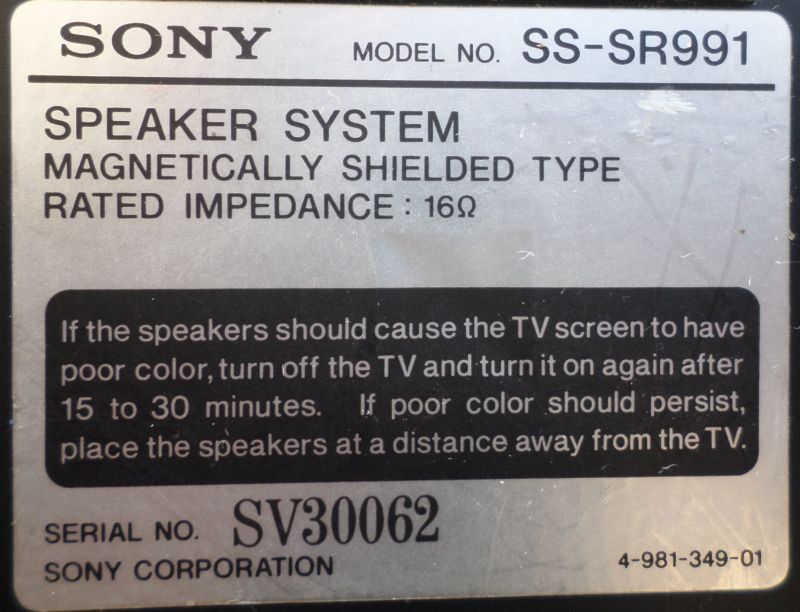 SONY MODEL NO. SS-SR991
SPEAKER SYSTEM
MAGNETICALLY SHIELDED TYPE
RATED IMPEDANCE : 16Ω
If the speakers should cause the TV screen to have
poor color, turn off the TV and turn it on again after
15 to 30 minutes. If poor color should persist,
place the speakers at a distance away from the TV.
SERIAL NO. SV30062
SONY CORPORATION 4-981-349-01